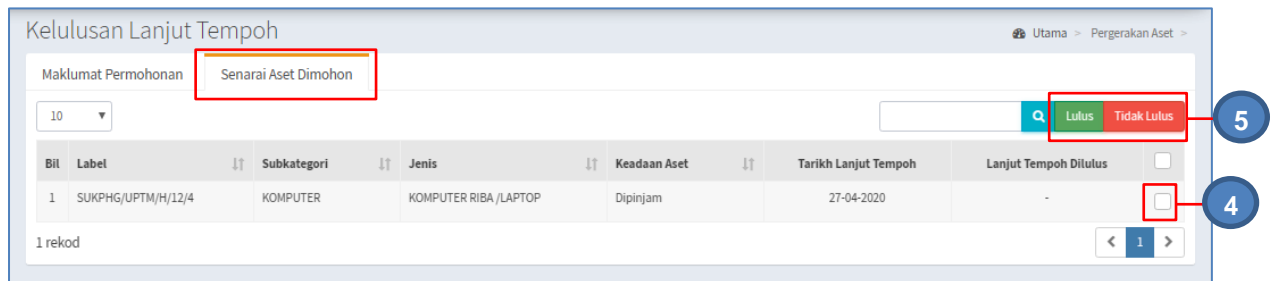 Kelulusan Lanjut Tempoh
Utama > Pergerakan Aset >
Maklumat Permohonan Senarai Aset Dimohon
10 Lulus Tidak Lulus 5
Bil Label Subkategori Jenis Keadaan Aset Tarikh Lanjut Tempoh Lanjut Tempoh Dilulus
1 SUKPHG/UPTM/H/12/4 KOMPUTER KOMPUTER RIBA /LAPTOP Dipinjam 27-04-2020 - 4
1 rekod < 1 >